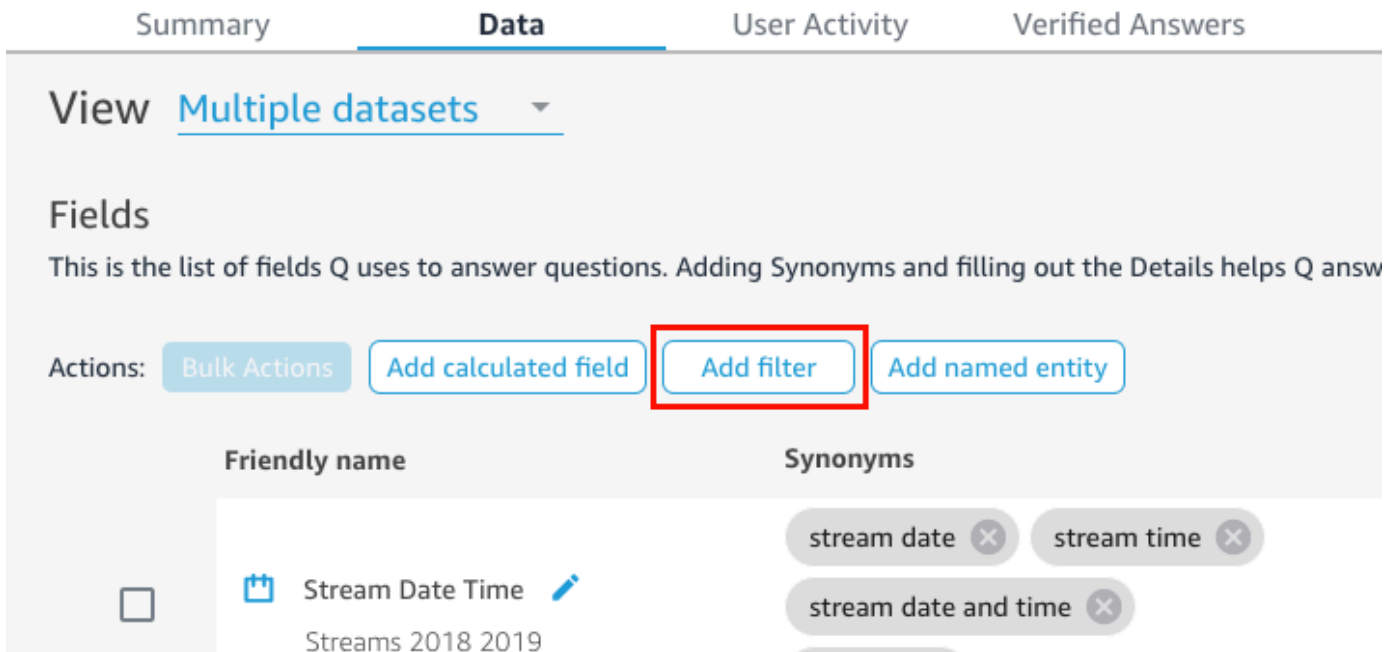 Summary Data User Activity Verified Answers
View Multiple datasets
Fields
This is the list of fields Q uses to answer questions. Adding Synonyms and filling out the Details helps Q answ
Actions: Bulk Actions Add calculated field Add filter Add named entity
Friendly name Synonyms
stream date stream time
Stream Date Time
stream date and time
Streams 2018 2019